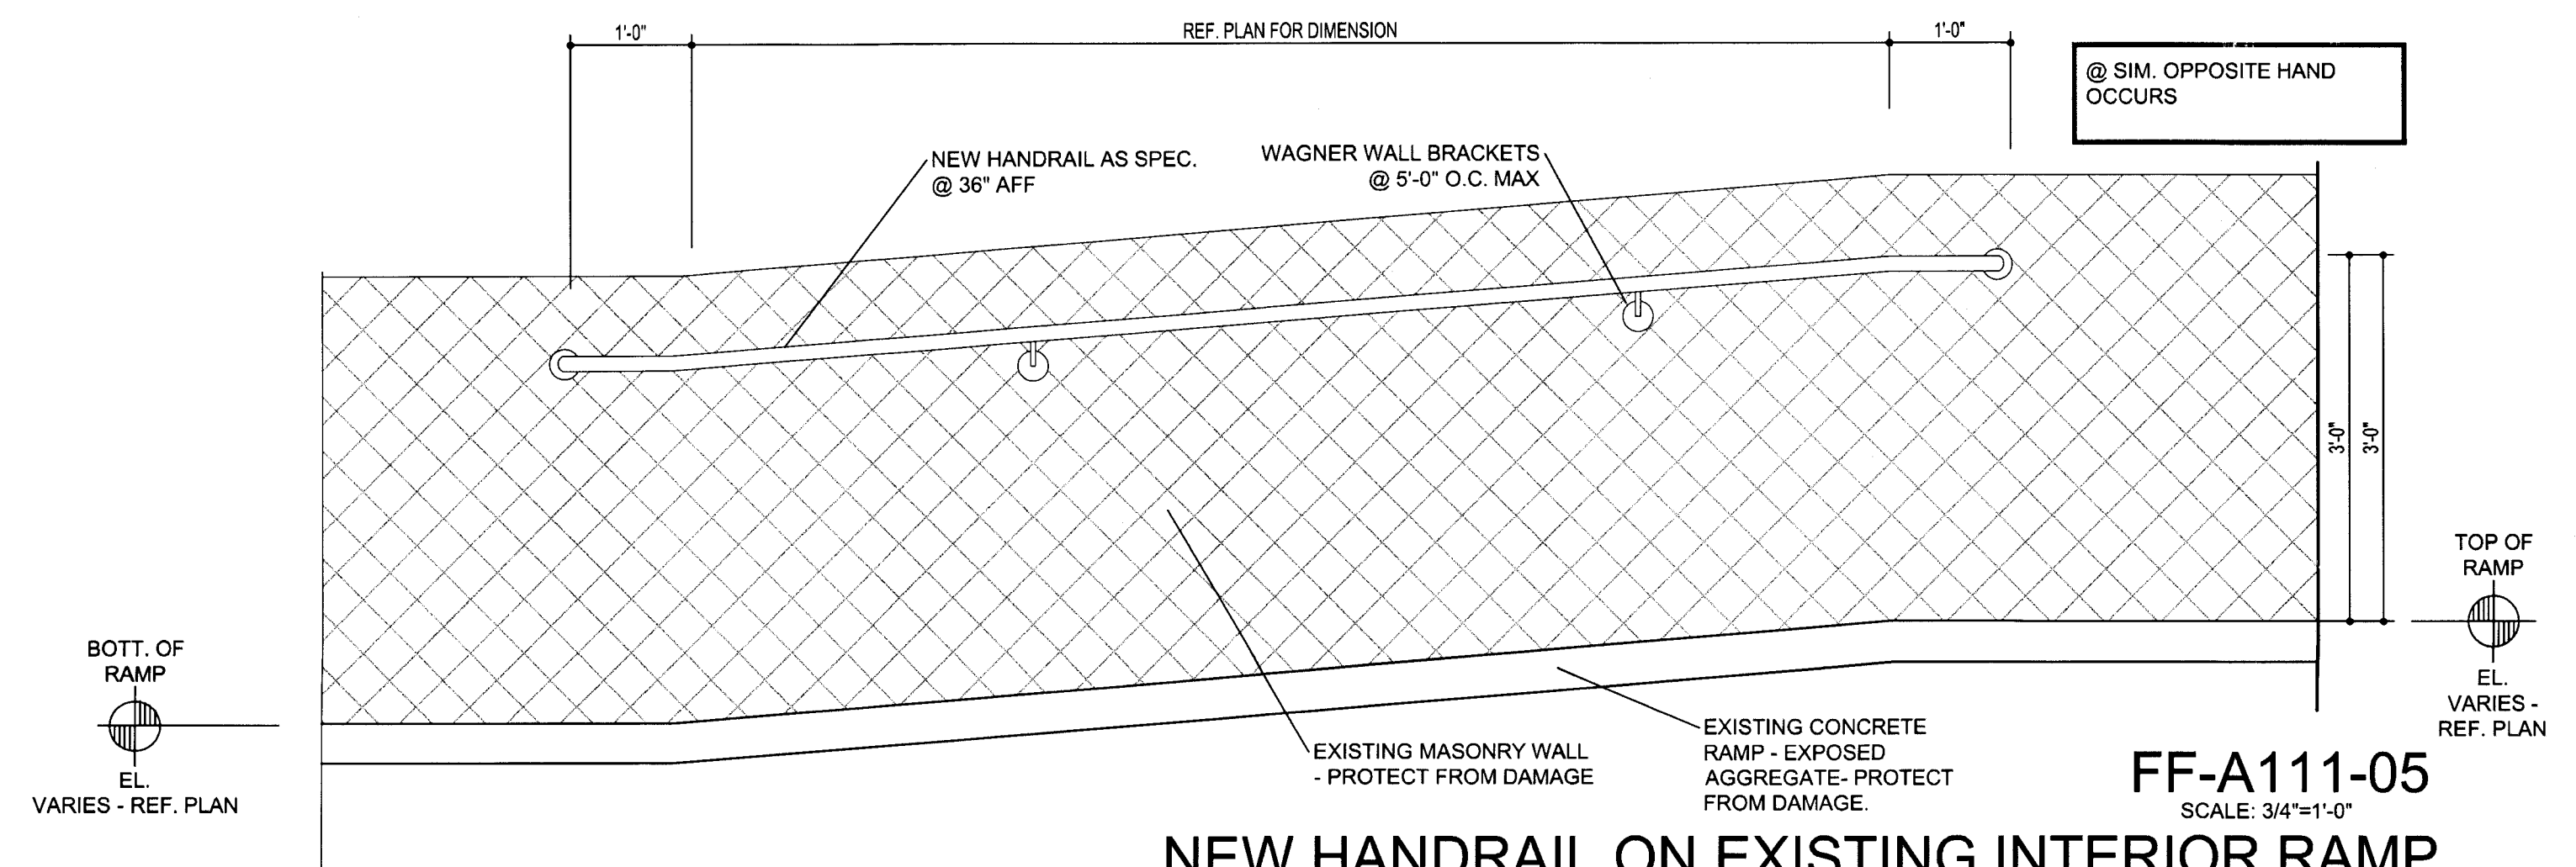 1'-0"
REF. PLAN FOR DIMENSION
1'-0"
@ SIM. OPPOSITE HAND
OCCURS
NEW HANDRAIL AS SPEC.
@ 36" AFF
WAGNER WALL BRACKETS
@ 5'-0" O.C. MAX
3'-0"
3'-0"
TOP OF
RAMP
EL.
VARIES -
REF. PLAN
BOTT. OF
RAMP
EL.
VARIES - REF. PLAN
EXISTING MASONRY WALL
- PROTECT FROM DAMAGE
EXISTING CONCRETE
RAMP - EXPOSED
AGGREGATE- PROTECT
FROM DAMAGE.
FF-A111-05
SCALE: 3/4"=1'-0"
NEW HANDRAIL ON EXISTING INTERIOR RAMP